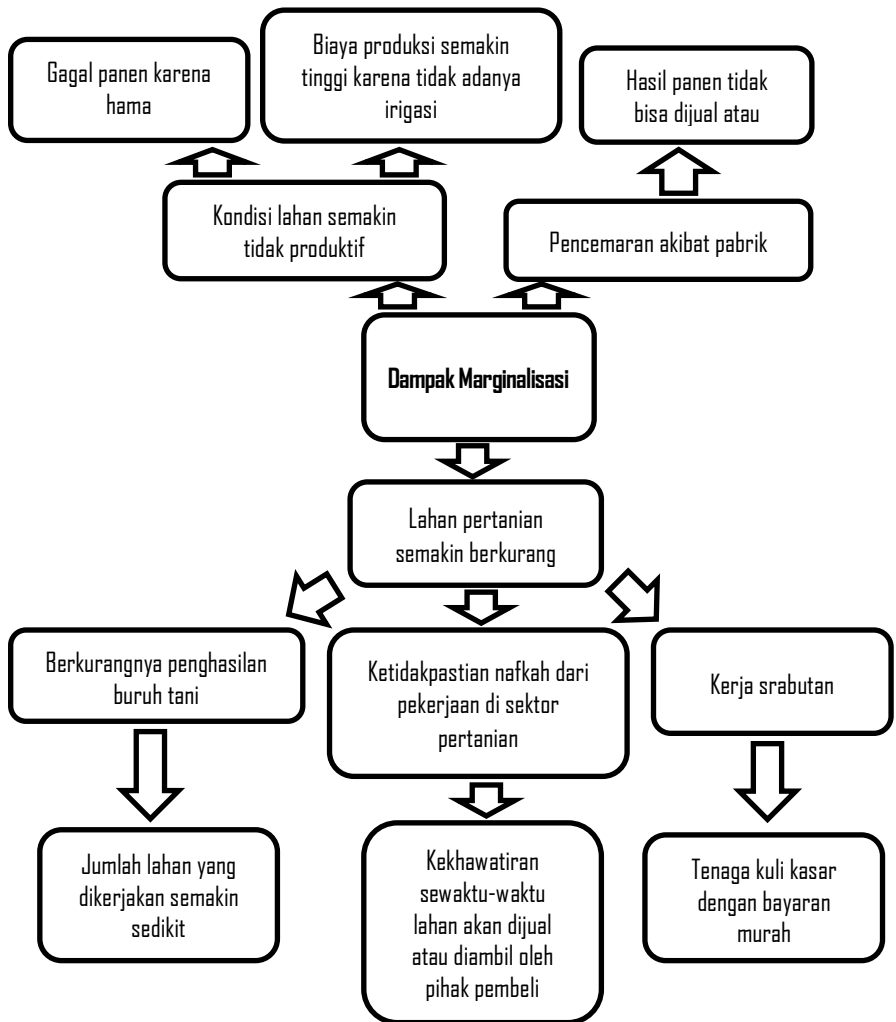 Gagal panen karena
hama
Biaya produksi semakin
tinggi karena tidak adanya
irigasi
Hasil panen tidak
bisa dijual atau
Kondisi lahan semakin
tidak produktif
Pencemaran akibat pabrik
Dampak Marginalisasi
Lahan pertanian
semakin berkurang
Berkurangnya penghasilan
buruh tani
Ketidakpastian nafkah dari
pekerjaan di sektor
pertanian
Kerja srabutan
Jumlah lahan yang
dikerjakan semakin
sedikit
Kekhawatiran
sewaktu-waktu
lahan akan dijual
atau diambil oleh
pihak pembeli
Tenaga kuli kasar
dengan bayaran
murah